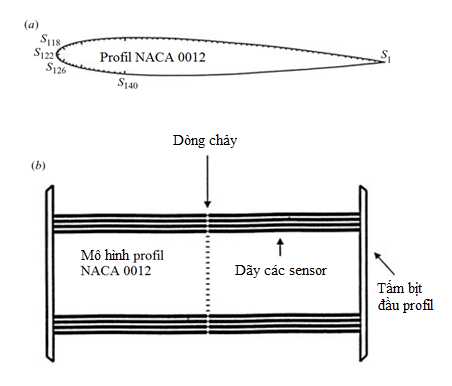 (a)
S118
S122
S126
S140
S1
Profil NACA 0012
Dòng chảy
(b)
Mô hình profil
NACA 0012
Dãy các sensor
Tấm bịt
đầu profil